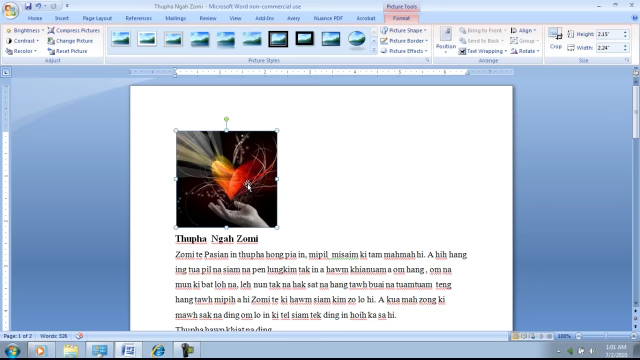 Thupha Ngah Zomi - Microsoft Word non-commercial use
Picture Tools
Home Insert Page Layout References Mailings Review View Add-Ins Avery Nuance PDF Acrobat Format
Brightness Compress Pictures Picture Shape Bring to Front Align Height: 2.15"
Contrast Change Picture Picture Border Position Send to Back Group Crop Width: 2.24"
Recolor Reset Picture Picture Effects Text Wrapping Rotate
Adjust Picture Styles Arrange Size
Thupha Ngah Zomi
Zomi te Pasian in thupha hong pia in, mipil misaim ki tam mahmah hi. A hih hang
ing tua pil na siam na pen lungkim tak in a hawm khianuam a om hang , om na
mun ki bat loh na, leh nun tak na hak sat na hang tawh buai na tuamtuam teng
hang tawh mipih a hi Zomi te ki hawm siam kim zo lo hi. A kua mah zong ki
mawh sak na ding om lo in ki tel siam tek ding in hoih ka sa hi.
Thupha hawm khiat na ding
Page: 1 of 2 Words: 526 100%
1:01 AM
7/2/2010